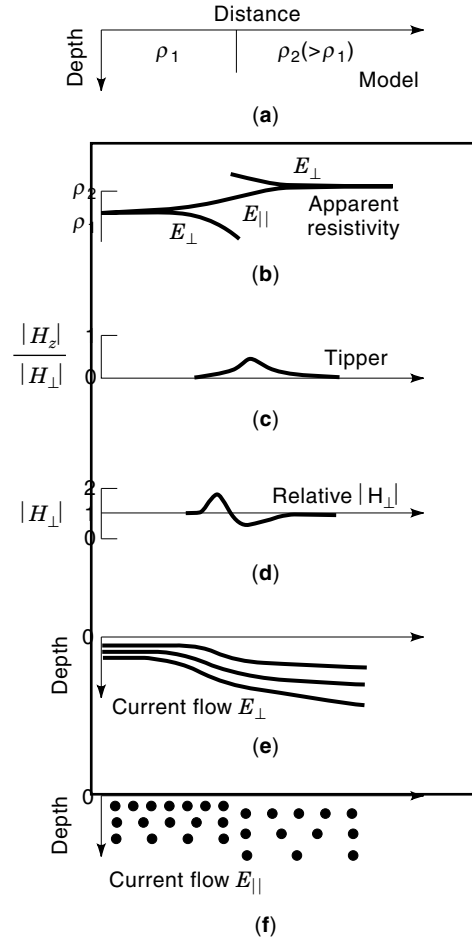 Distance
Depth
ρ1
ρ2(>ρ1)
Model
(a)
E⊥
ρ2
E||
Apparent
resistivity
ρ1
E⊥
(b)
|Hz|
|H⊥|
1
0
Tipper
(c)
|H⊥|
2
1
0
Relative |H⊥|
(d)
0
Depth
Current flow E⊥
(e)
0
Depth
Current flow E||
(f)